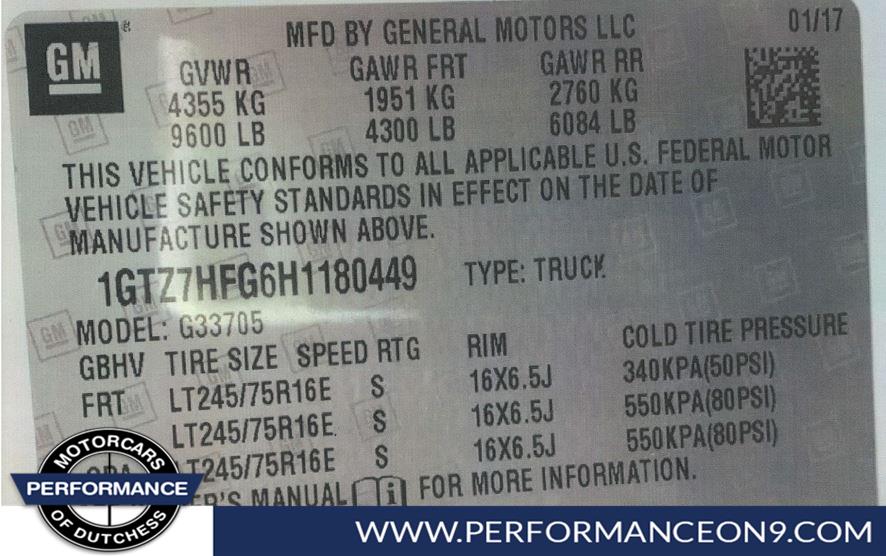 GM ®
MFD BY GENERAL MOTORS LLC 01/17
GVWR GAWR FRT GAWR RR
4355 KG 1951 KG 2760 KG
9600 LB 4300 LB 6084 LB
THIS VEHICLE CONFORMS TO ALL APPLICABLE U.S. FEDERAL MOTOR
VEHICLE SAFETY STANDARDS IN EFFECT ON THE DATE OF
MANUFACTURE SHOWN ABOVE.
1GTZ7HFG6H1180449 TYPE: TRUCK
MODEL: G33705
GBHV TIRE SIZE SPEED RTG RIM COLD TIRE PRESSURE
FRT LT245/75R16E S 16X6.5J 340KPA(50PSI)
LT245/75R16E S 16X6.5J 550KPA(80PSI)
T245/75R16E S 16X6.5J 550KPA(80PSI)
MANUAL FOR MORE INFORMATION.
MOTORCARS
PERFORMANCE
OF DUTCHESS
WWW.PERFORMANCEON9.COM